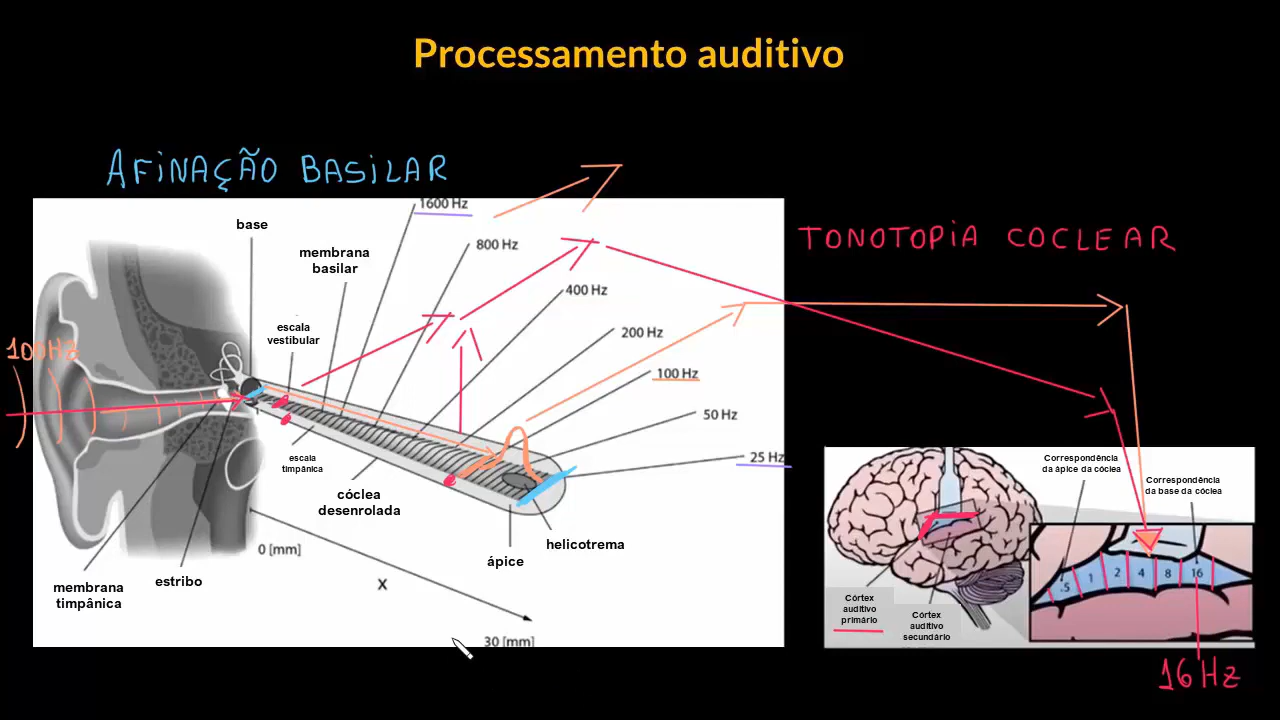 Processamento auditivo
AFINAÇÃO BASILAR
TONOTOPIA COCLEAR
base
membrana
basilar
escala
vestibular
1600 Hz
800 Hz
400 Hz
200 Hz
100 Hz
50 Hz
25 Hz
100HZ
escala
timpânica
cóclea
desenrolada
0 [mm]
x
30 [mm]
ápice
helicotrema
membrana
timpânica
estribo
Correspondência
da ápice da cóclea
Correspondência
da base da cóclea
.5
1
2
4
8
16
Córtex
auditivo
primário
Córtex
auditivo
secundário
16 Hz